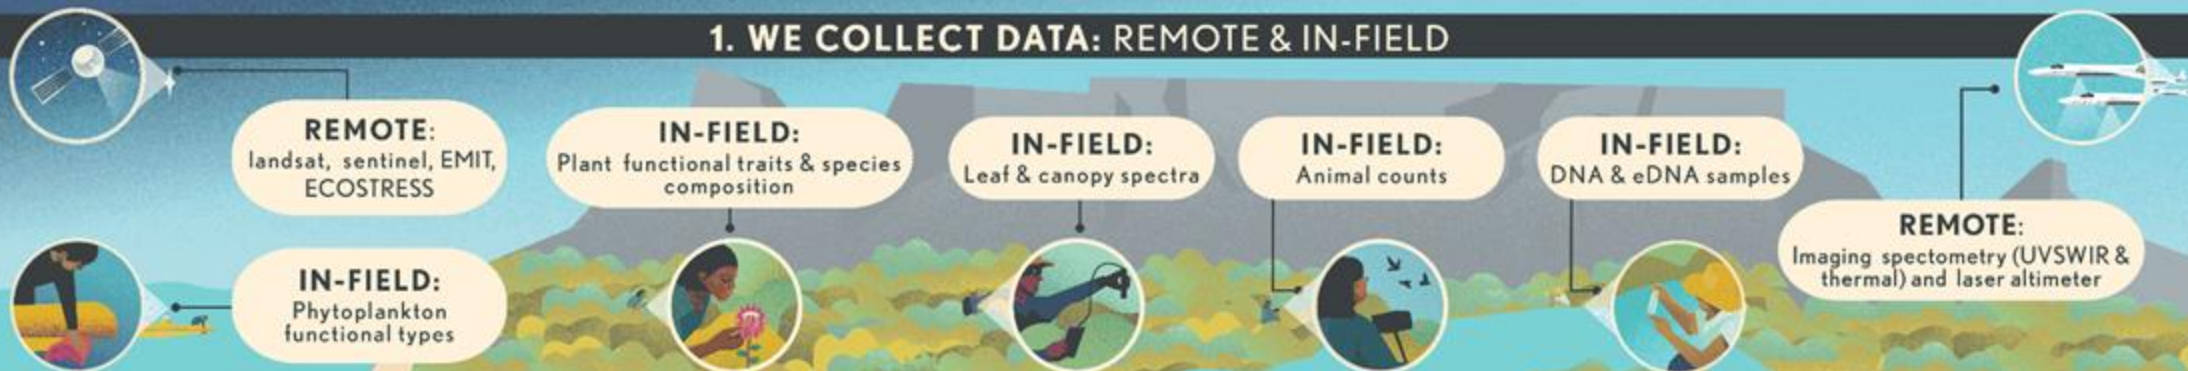 1. WE COLLECT DATA: REMOTE & IN-FIELD
REMOTE:
landsat, sentinel, EMIT,
ECOSTRESS
IN-FIELD:
Phytoplankton
functional types
IN-FIELD:
Plant functional traits & species
composition
IN-FIELD:
Leaf & canopy spectra
IN-FIELD:
Animal counts
IN-FIELD:
DNA & eDNA samples
REMOTE:
Imaging spectometry (UVSWIR &
thermal) and laser altimeter